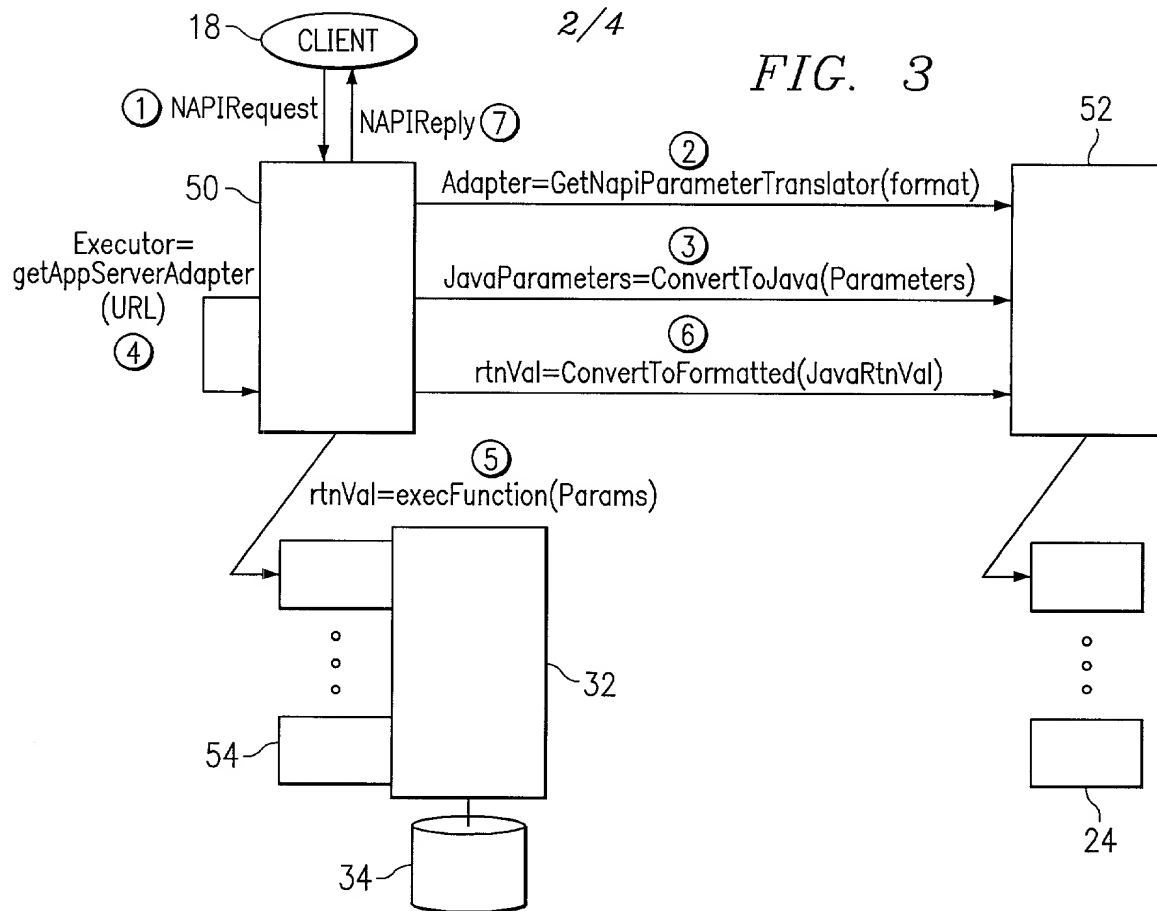 2/4
FIG. 3
18
CLIENT
1 NAPIRequest
NAPIReply 7
50
52
2
Adapter=GetNapiParameterTranslator(format)
Executor=
getAppServerAdapter
(URL)
4
3
JavaParameters=ConvertToJava(Parameters)
6
rtnVal=ConvertToFormatted(JavaRtnVal)
5
rtnVal=execFunction(Params)
32
54
34
24